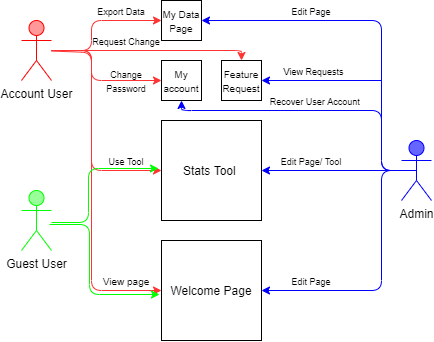 Export Data
My Data
Page
Edit Page
Request Change
Account User
Change
Password
My
account
Feature
Request
View Requests
Recover User Account
Use Tool
Stats Tool
Edit Page/ Tool
Admin
Guest User
View page
Welcome Page
Edit Page